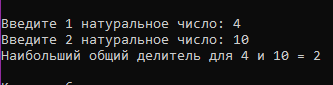 Введите 1 натуральное число: 4
Введите 2 натуральное число: 10
Наибольший общий делитель для 4 и 10 = 2